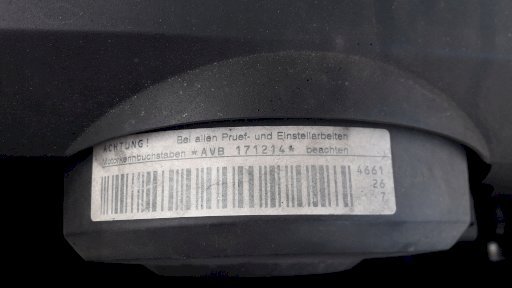 ACHTUNG! Bei allen Pruef- und Einstellarbeiten
Motorkennbuchstaben *AVB 171214* beachten
4661
26
7